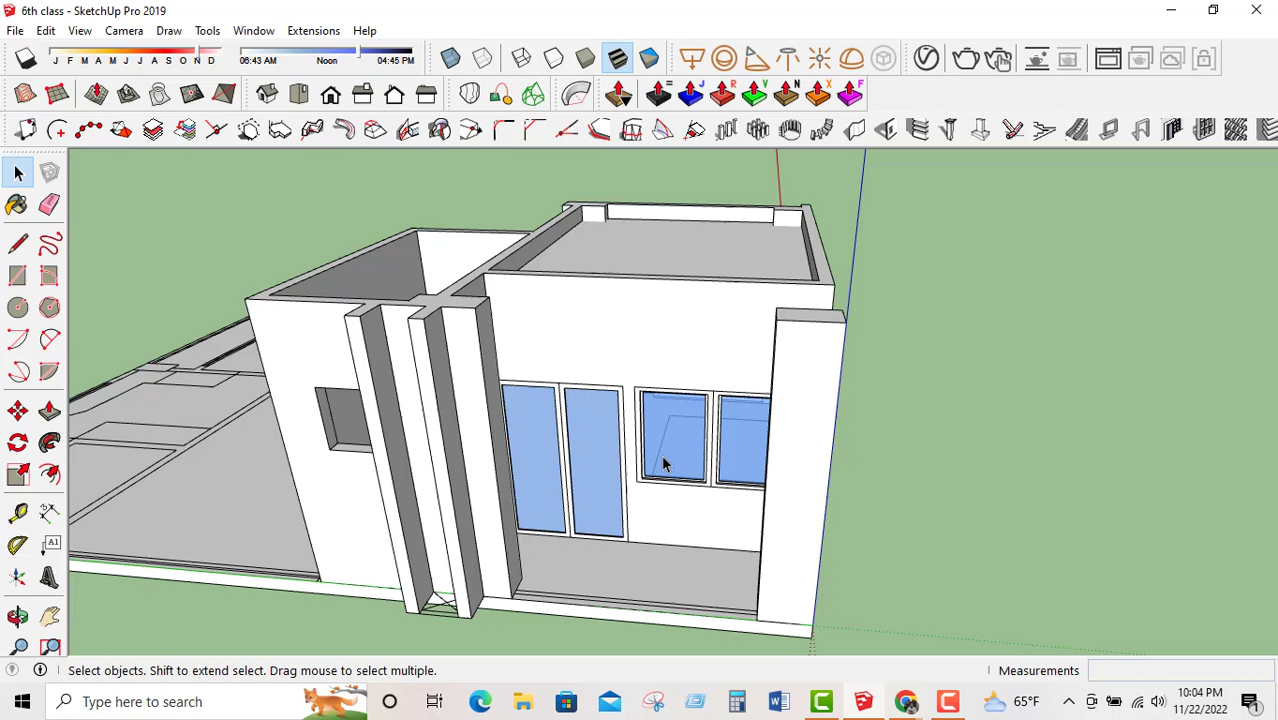 6th class - SketchUp Pro 2019
File Edit View Camera Draw Tools Window Extensions Help
J F M A M J J A S O N D 06:43 AM Noon 04:45 PM
= J R V N X F
A1
Select objects. Shift to extend select. Drag mouse to select multiple. Measurements
Type here to search 65°F 10:04 PM
11/22/2022